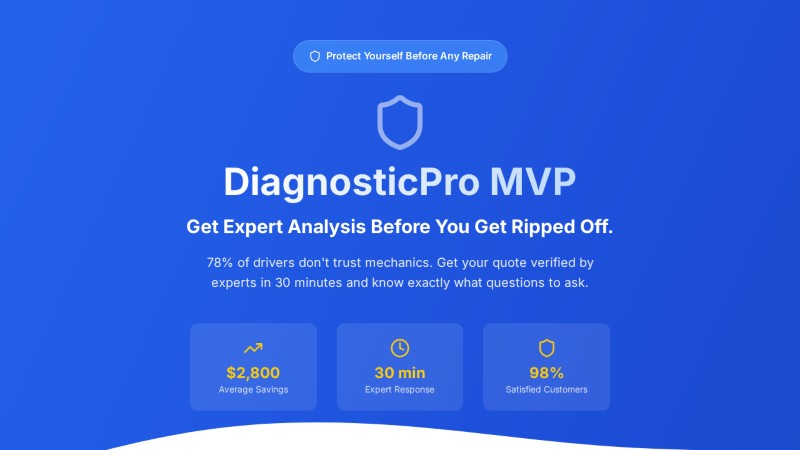 Protect Yourself Before Any Repair
DiagnosticPro MVP
Get Expert Analysis Before You Get Ripped Off.
78% of drivers don't trust mechanics. Get your quote verified by
experts in 30 minutes and know exactly what questions to ask.
$2,800
Average Savings
30 min
Expert Response
98%
Satisfied Customers